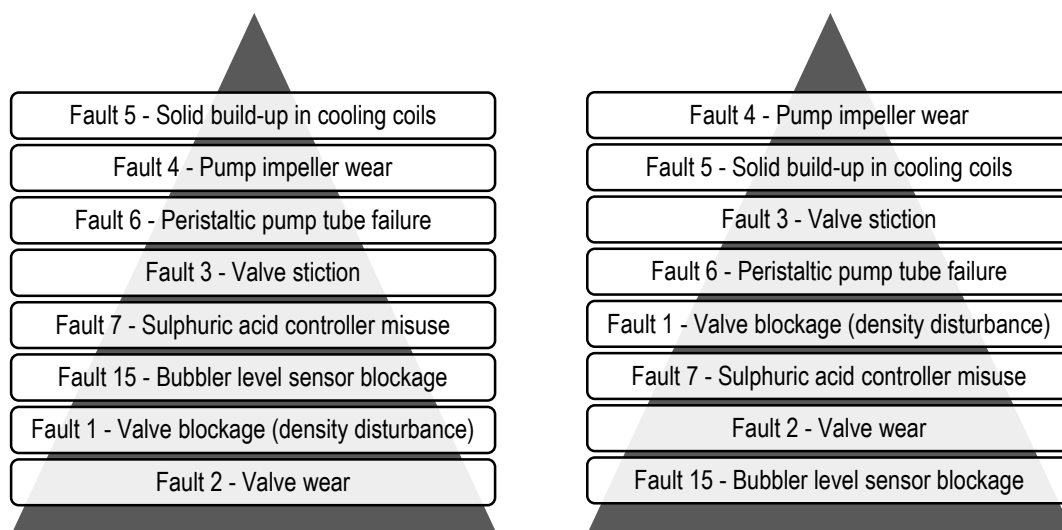 Fault 5 - Solid build-up in cooling coils
Fault 4 - Pump impeller wear
Fault 6 - Peristaltic pump tube failure
Fault 3 - Valve stiction
Fault 7 - Sulphuric acid controller misuse
Fault 15 - Bubbler level sensor blockage
Fault 1 - Valve blockage (density disturbance)
Fault 2 - Valve wear
Fault 4 - Pump impeller wear
Fault 5 - Solid build-up in cooling coils
Fault 3 - Valve stiction
Fault 6 - Peristaltic pump tube failure
Fault 1 - Valve blockage (density disturbance)
Fault 7 - Sulphuric acid controller misuse
Fault 2 - Valve wear
Fault 15 - Bubbler level sensor blockage